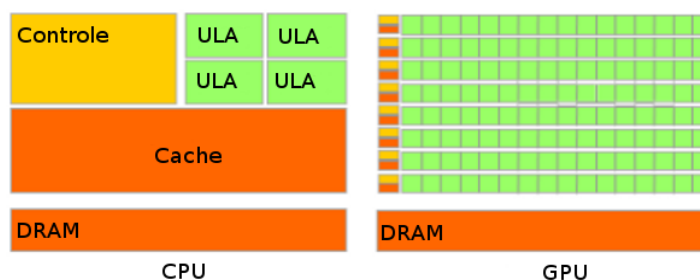 Controle
ULA ULA
ULA ULA
Cache
DRAM
CPU
DRAM
GPU